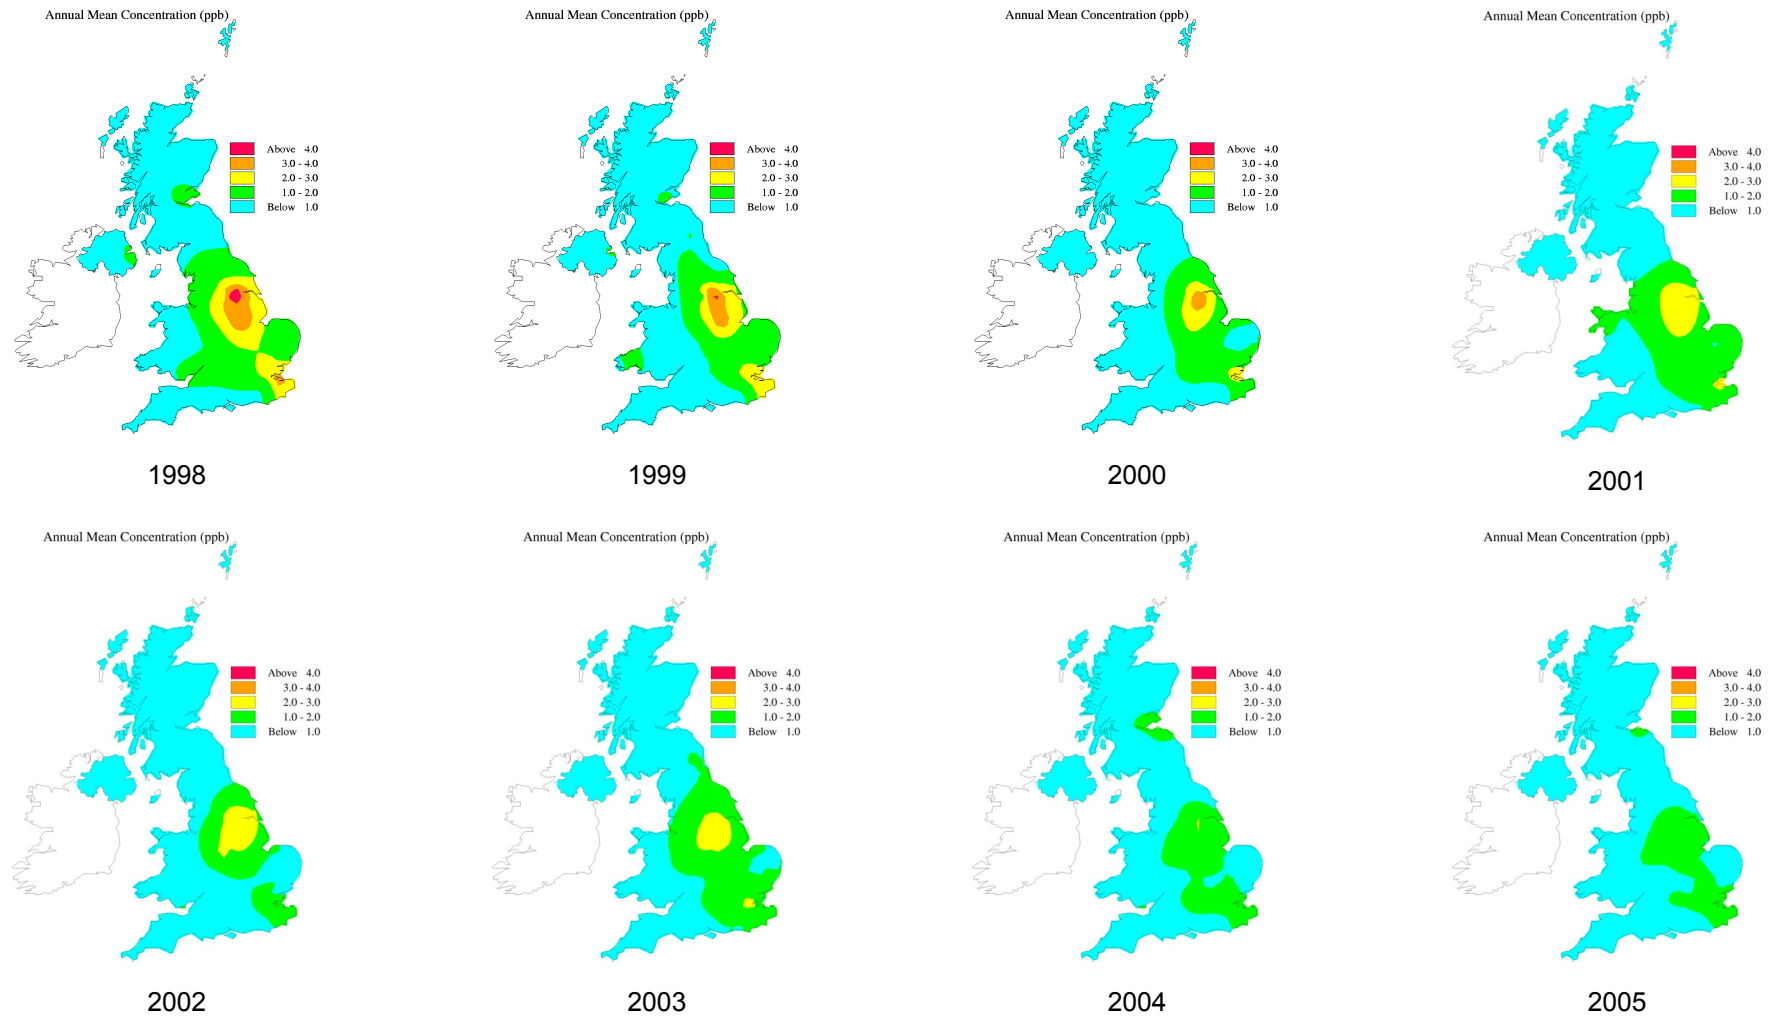 Annual Mean Concentration (ppb)
Above 4.0
3.0 - 4.0
2.0 - 3.0
1.0 - 2.0
Below 1.0
1998
Annual Mean Concentration (ppb)
Above 4.0
3.0 - 4.0
2.0 - 3.0
1.0 - 2.0
Below 1.0
1999
Annual Mean Concentration (ppb)
Above 4.0
3.0 - 4.0
2.0 - 3.0
1.0 - 2.0
Below 1.0
2000
Annual Mean Concentration (ppb)
Above 4.0
3.0 - 4.0
2.0 - 3.0
1.0 - 2.0
Below 1.0
2001
Annual Mean Concentration (ppb)
Above 4.0
3.0 - 4.0
2.0 - 3.0
1.0 - 2.0
Below 1.0
2002
Annual Mean Concentration (ppb)
Above 4.0
3.0 - 4.0
2.0 - 3.0
1.0 - 2.0
Below 1.0
2003
Annual Mean Concentration (ppb)
Above 4.0
3.0 - 4.0
2.0 - 3.0
1.0 - 2.0
Below 1.0
2004
Annual Mean Concentration (ppb)
Above 4.0
3.0 - 4.0
2.0 - 3.0
1.0 - 2.0
Below 1.0
2005